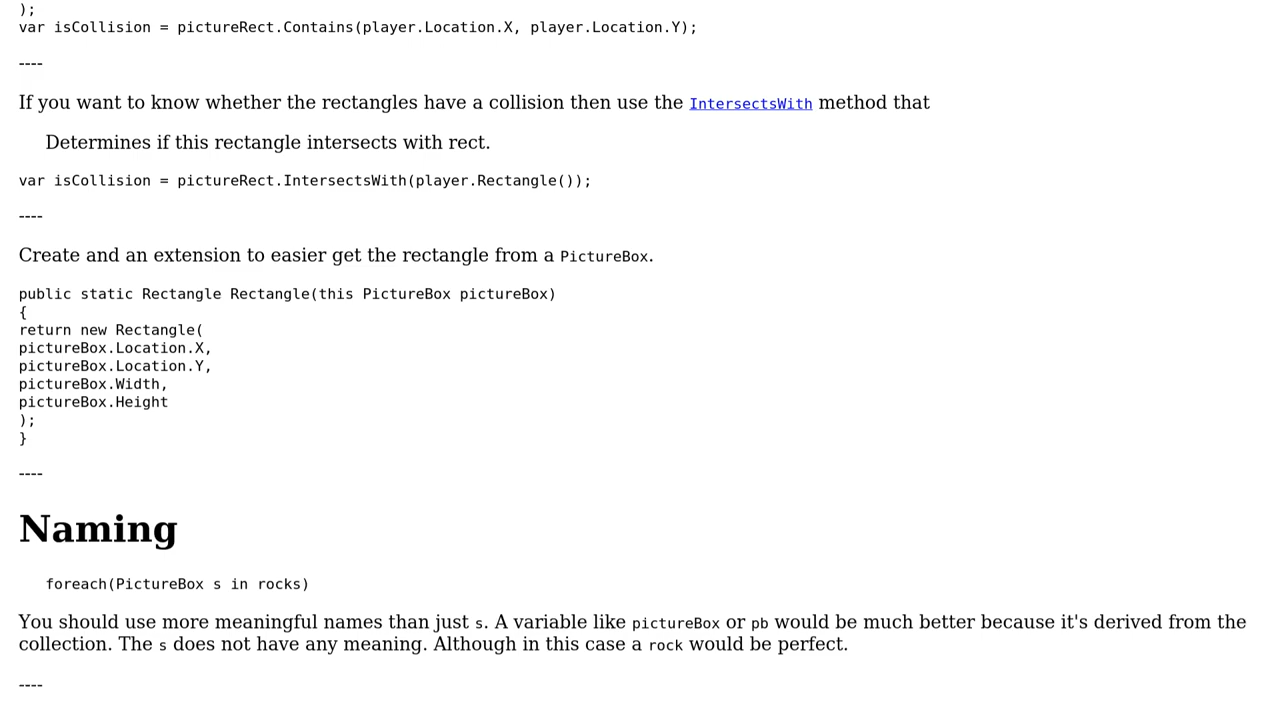 );
var isCollision = pictureRect.Contains(player.Location.X, player.Location.Y);
----
If you want to know whether the rectangles have a collision then use the IntersectsWith method that
Determines if this rectangle intersects with rect.
var isCollision = pictureRect.IntersectsWith(player.Rectangle());
----
Create and an extension to easier get the rectangle from a PictureBox.
public static Rectangle Rectangle(this PictureBox pictureBox)
{
return new Rectangle(
pictureBox.Location.X,
pictureBox.Location.Y,
pictureBox.Width,
pictureBox.Height
);
}
----
Naming
foreach(PictureBox s in rocks)
You should use more meaningful names than just s. A variable like pictureBox or pb would be much better because it's derived from the
collection. The s does not have any meaning. Although in this case a rock would be perfect.
----